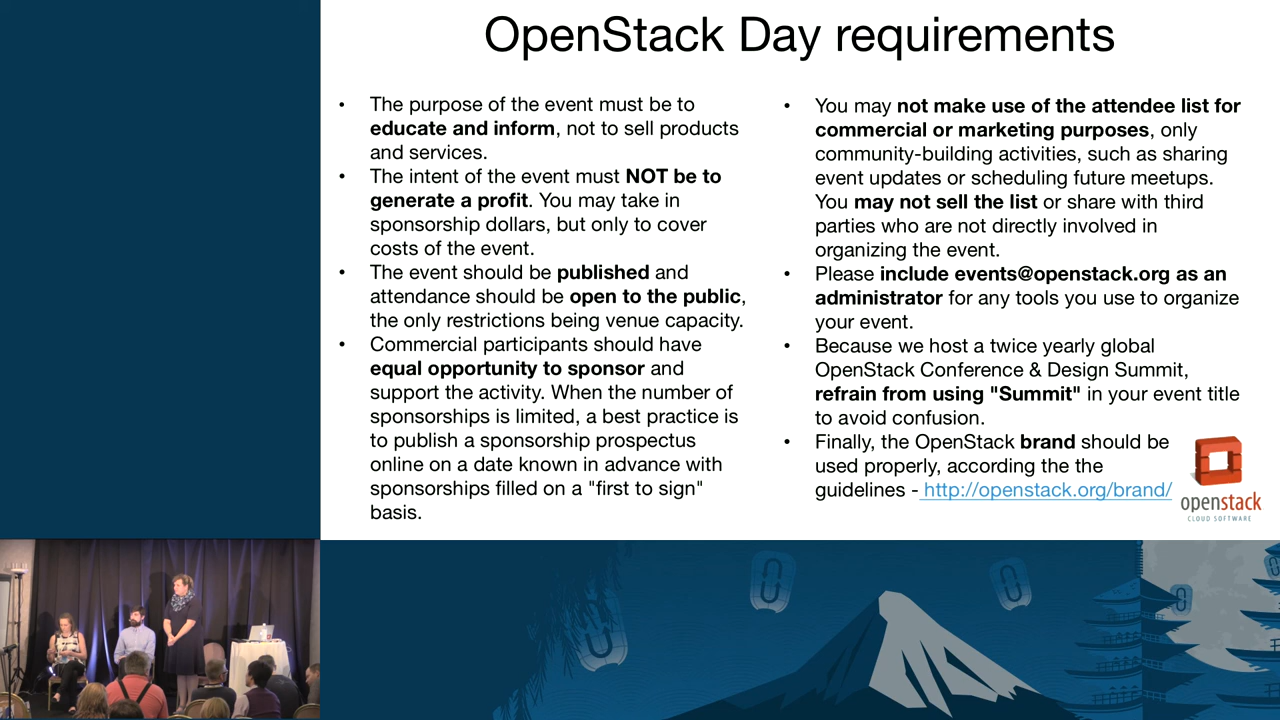 OpenStack Day requirements
• The purpose of the event must be to
educate and inform, not to sell products
and services.
• The intent of the event must NOT be to
generate a profit. You may take in
sponsorship dollars, but only to cover
costs of the event.
• The event should be published and
attendance should be open to the public,
the only restrictions being venue capacity.
• Commercial participants should have
equal opportunity to sponsor and
support the activity. When the number of
sponsorships is limited, a best practice is
to publish a sponsorship prospectus
online on a date known in advance with
sponsorships filled on a "first to sign"
basis.
• You may not make use of the attendee list for
commercial or marketing purposes, only
community-building activities, such as sharing
event updates or scheduling future meetups.
You may not sell the list or share with third
parties who are not directly involved in
organizing the event.
• Please include events@openstack.org as an
administrator for any tools you use to organize
your event.
• Because we host a twice yearly global
OpenStack Conference & Design Summit,
refrain from using "Summit" in your event title
to avoid confusion.
• Finally, the OpenStack brand should be
used properly, according the the
guidelines - http://openstack.org/brand/
openstack
CLOUD SOFTWARE